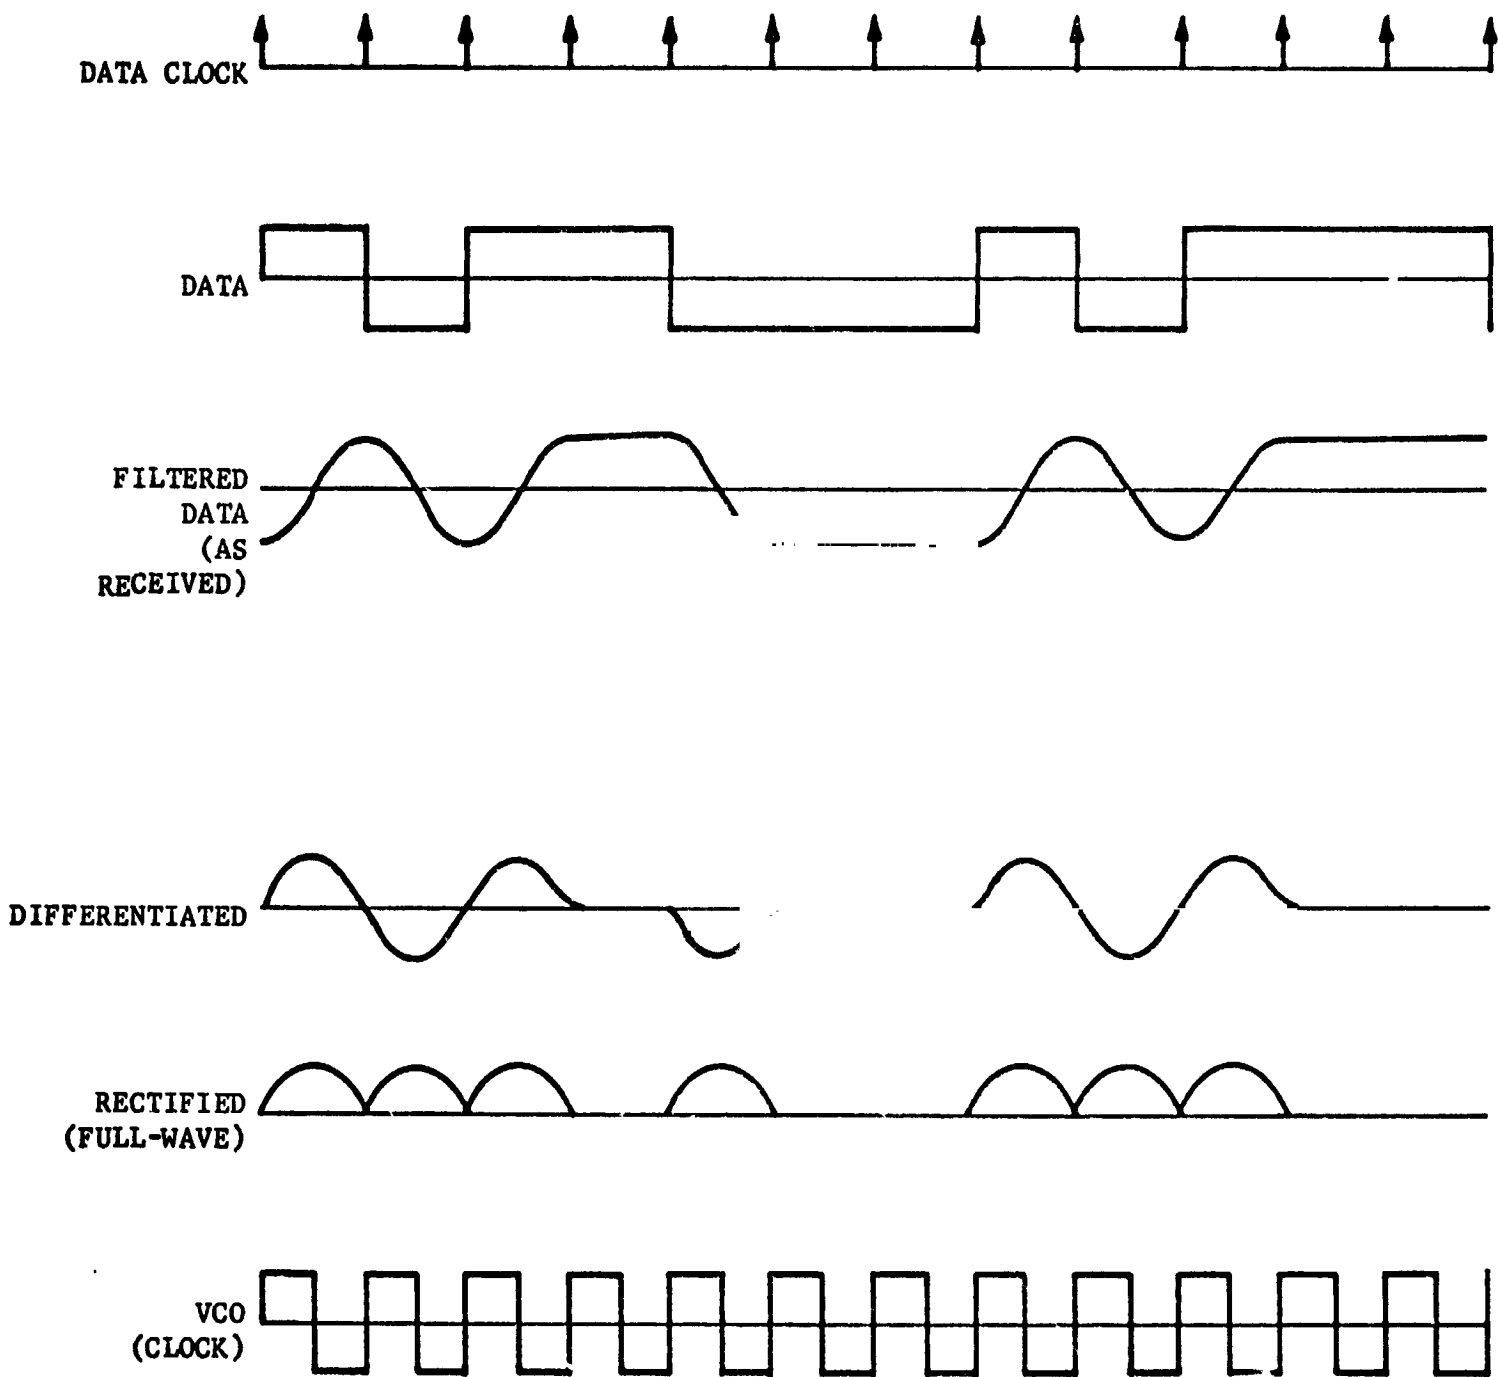 DATA CLOCK
DATA
FILTERED
DATA
(AS
RECEIVED)
DIFFERENTIATED
RECTIFIED
(FULL-WAVE)
VCO
(CLOCK)